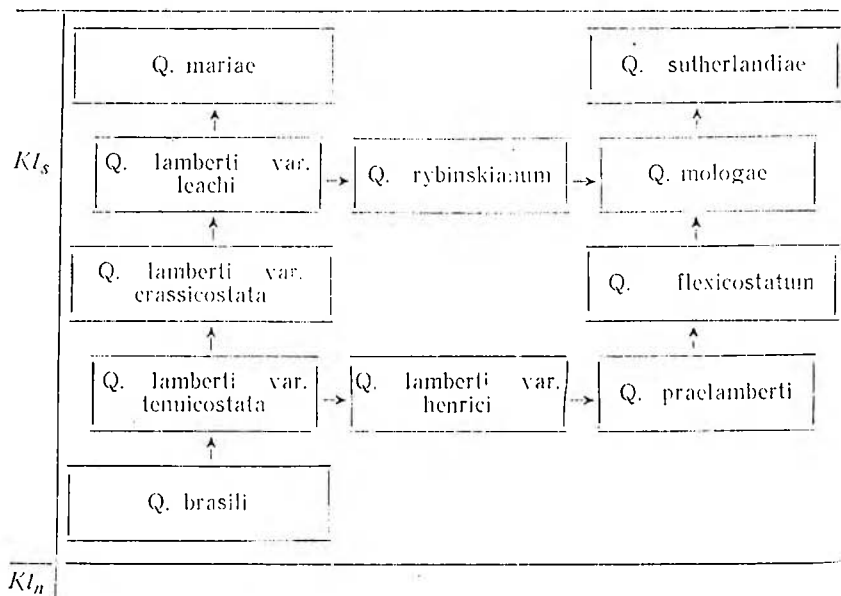 Q. mariae
Q. sutherlandiae
Kl_s
Q. lamberti var.
leachi
Q. rybinskianum
Q. mologae
Q. lamberti var.
crassicostata
Q. flexicostatum
Q. lamberti var.
tenuicostata
Q. lamberti var.
henrici
Q. praelamberti
Q. brasili
Kl_n